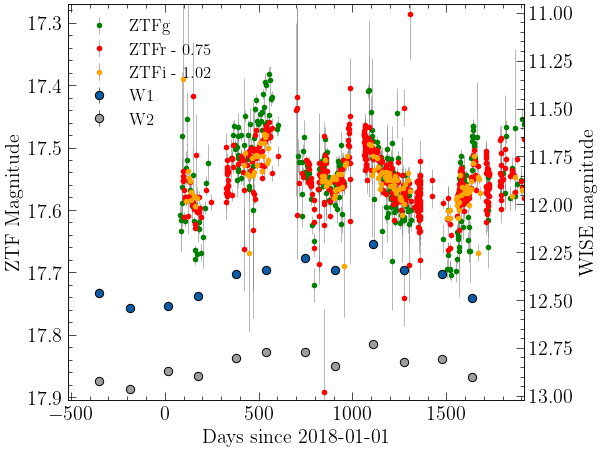 ZTFg
ZTFr - 0.75
ZTFi - 1.02
W1
W2
ZTF Magnitude
17.3
17.4
17.5
17.6
17.7
17.8
17.9
WISE magnitude
11.00
11.25
11.50
11.75
12.00
12.25
12.50
12.75
13.00
−500
0
500
1000
1500
Days since 2018-01-01